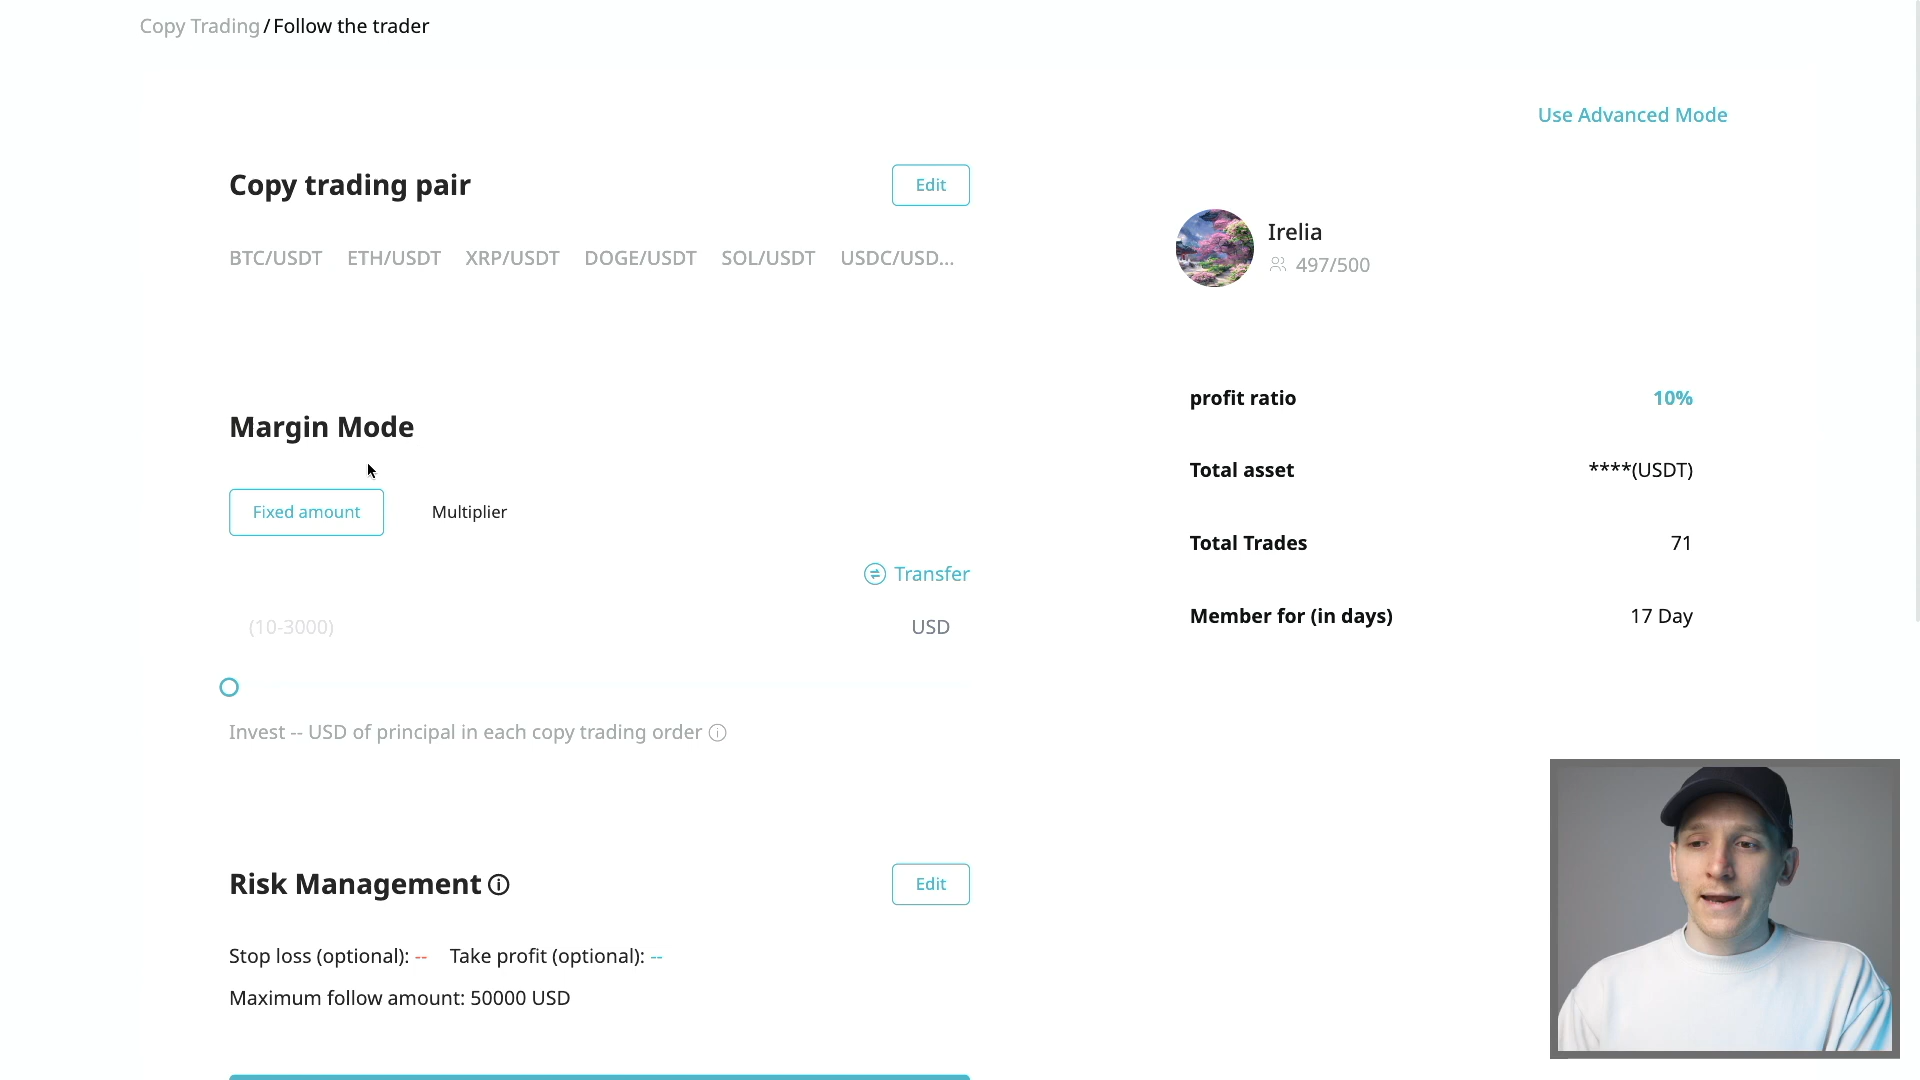 Copy Trading / Follow the trader
Use Advanced Mode
Copy trading pair
Edit
BTC/USDT ETH/USDT XRP/USDT DOGE/USDT SOL/USDT USDC/USD...
Irelia
497/500
Margin Mode
Fixed amount Multiplier
Transfer
(10-3000) USD
Invest -- USD of principal in each copy trading order
profit ratio 10%
Total asset ****(USDT)
Total Trades 71
Member for (in days) 17 Day
Risk Management
Edit
Stop loss (optional): -- Take profit (optional): --
Maximum follow amount: 50000 USD